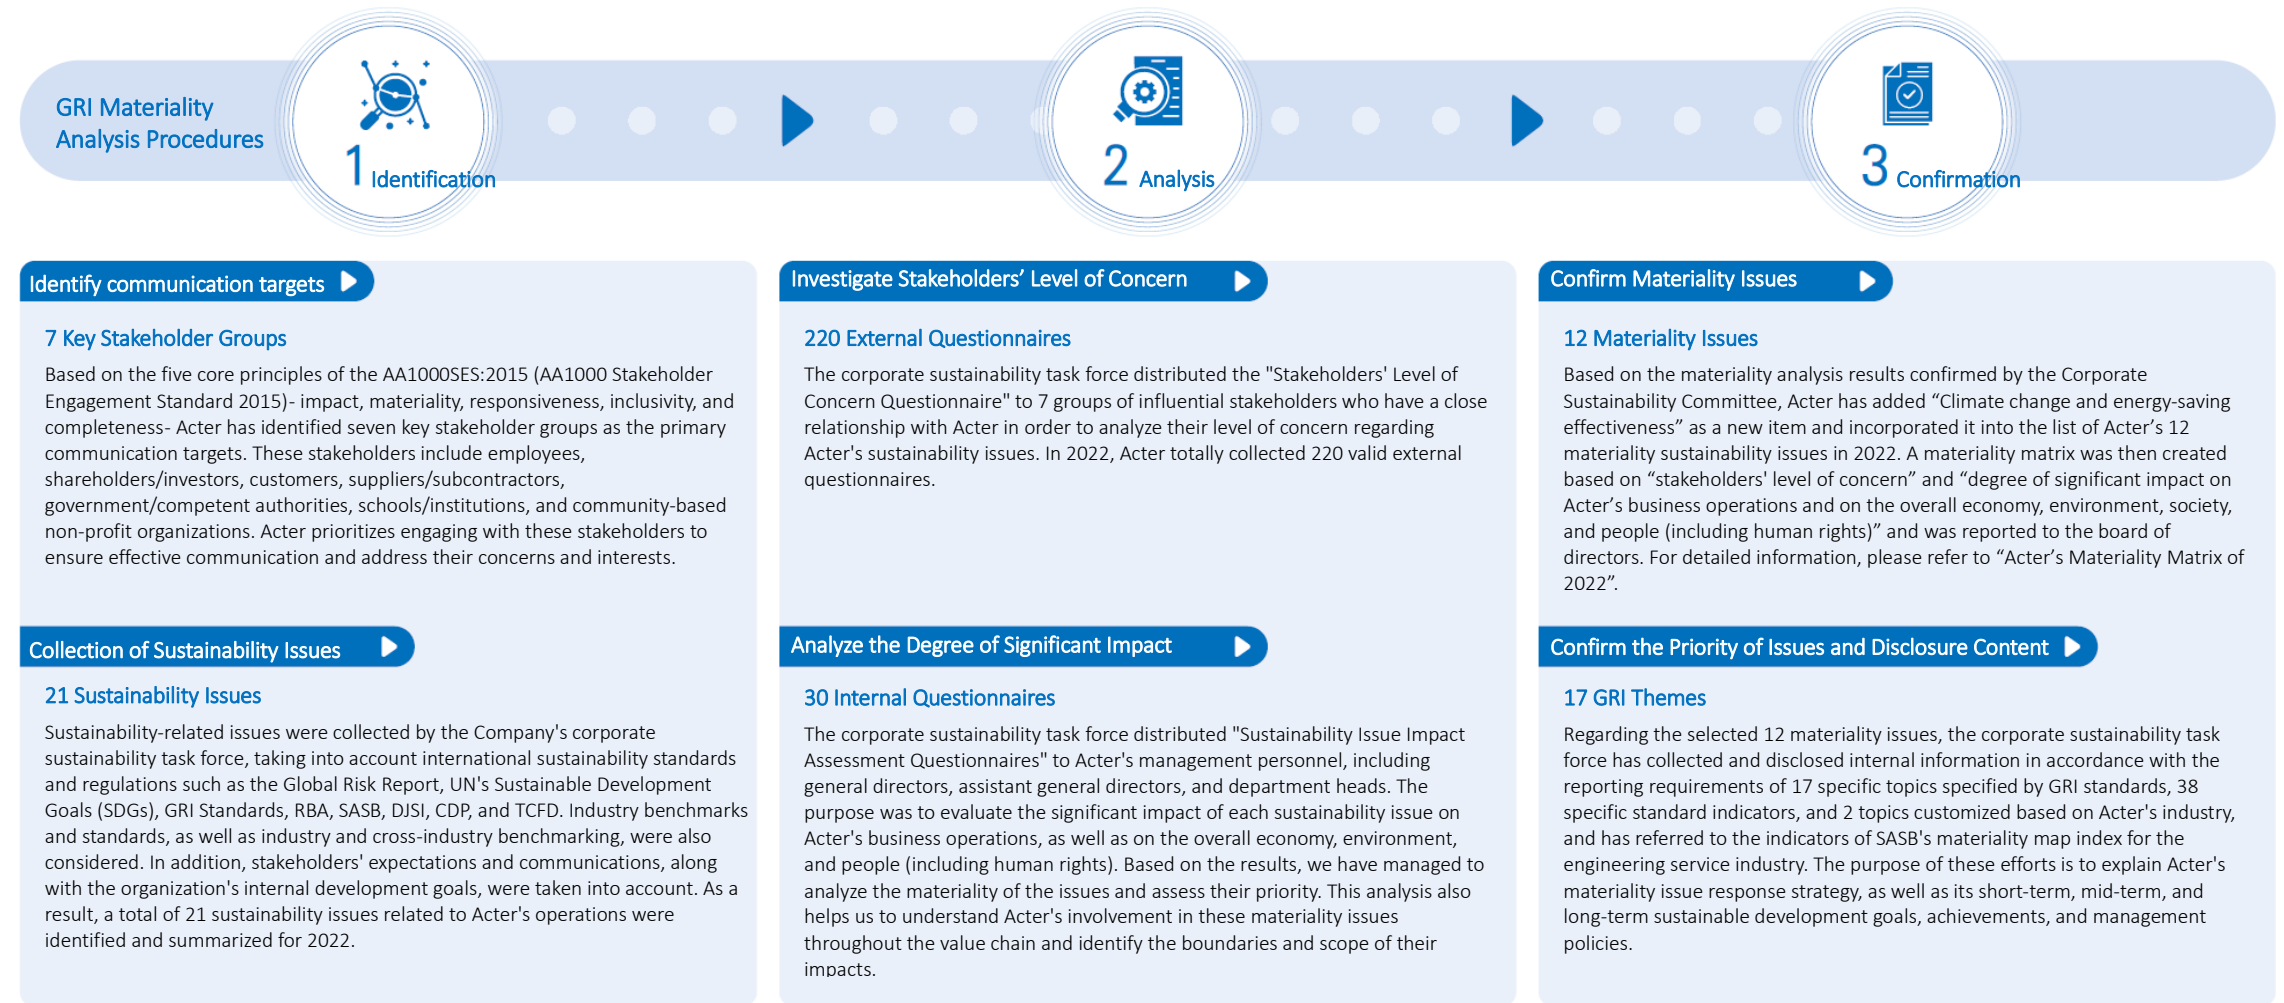 GRI Materiality
Analysis Procedures
1 Identification
2 Analysis
3 Confirmation
Identify communication targets
7 Key Stakeholder Groups
Based on the five core principles of the AA1000SES:2015 (AA1000 Stakeholder
Engagement Standard 2015)- impact, materiality, responsiveness, inclusivity, and
completeness- Acter has identified seven key stakeholder groups as the primary
communication targets. These stakeholders include employees,
shareholders/investors, customers, suppliers/subcontractors,
government/competent authorities, schools/institutions, and community-based
non-profit organizations. Acter prioritizes engaging with these stakeholders to
ensure effective communication and address their concerns and interests.
Collection of Sustainability Issues
21 Sustainability Issues
Sustainability-related issues were collected by the Company's corporate
sustainability task force, taking into account international sustainability standards
and regulations such as the Global Risk Report, UN's Sustainable Development
Goals (SDGs), GRI Standards, RBA, SASB, DJSI, CDP, and TCFD. Industry benchmarks
and standards, as well as industry and cross-industry benchmarking, were also
considered. In addition, stakeholders' expectations and communications, along
with the organization's internal development goals, were taken into account. As a
result, a total of 21 sustainability issues related to Acter's operations were
identified and summarized for 2022.
Investigate Stakeholders’ Level of Concern
220 External Questionnaires
The corporate sustainability task force distributed the "Stakeholders' Level of
Concern Questionnaire" to 7 groups of influential stakeholders who have a close
relationship with Acter in order to analyze their level of concern regarding
Acter's sustainability issues. In 2022, Acter totally collected 220 valid external
questionnaires.
Analyze the Degree of Significant Impact
30 Internal Questionnaires
The corporate sustainability task force distributed "Sustainability Issue Impact
Assessment Questionnaires" to Acter's management personnel, including
general directors, assistant general directors, and department heads. The
purpose was to evaluate the significant impact of each sustainability issue on
Acter's business operations, as well as on the overall economy, environment,
and people (including human rights). Based on the results, we have managed to
analyze the materiality of the issues and assess their priority. This analysis also
helps us to understand Acter's involvement in these materiality issues
throughout the value chain and identify the boundaries and scope of their
impacts.
Confirm Materiality Issues
12 Materiality Issues
Based on the materiality analysis results confirmed by the Corporate
Sustainability Committee, Acter has added “Climate change and energy-saving
effectiveness” as a new item and incorporated it into the list of Acter’s 12
materiality sustainability issues in 2022. A materiality matrix was then created
based on “stakeholders' level of concern” and “degree of significant impact on
Acter’s business operations and on the overall economy, environment, society,
and people (including human rights)” and was reported to the board of
directors. For detailed information, please refer to “Acter’s Materiality Matrix of
2022”.
Confirm the Priority of Issues and Disclosure Content
17 GRI Themes
Regarding the selected 12 materiality issues, the corporate sustainability task
force has collected and disclosed internal information in accordance with the
reporting requirements of 17 specific topics specified by GRI standards, 38
specific standard indicators, and 2 topics customized based on Acter's industry,
and has referred to the indicators of SASB's materiality map index for the
engineering service industry. The purpose of these efforts is to explain Acter's
materiality issue response strategy, as well as its short-term, mid-term, and
long-term sustainable development goals, achievements, and management
policies.